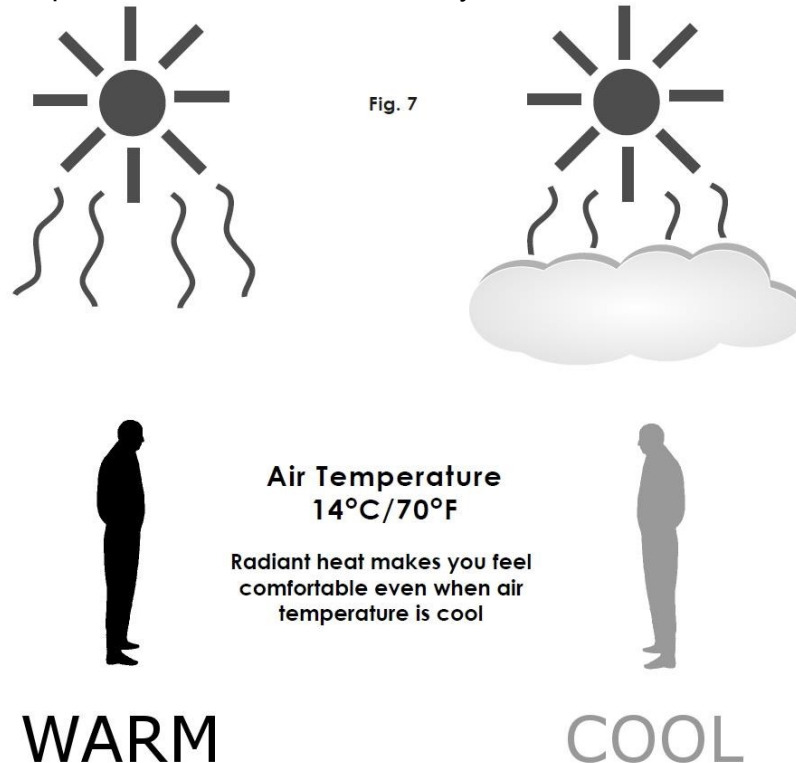 Fig. 7
Air Temperature
14°C/70°F
Radiant heat makes you feel
comfortable even when air
temperature is cool
WARM
COOL